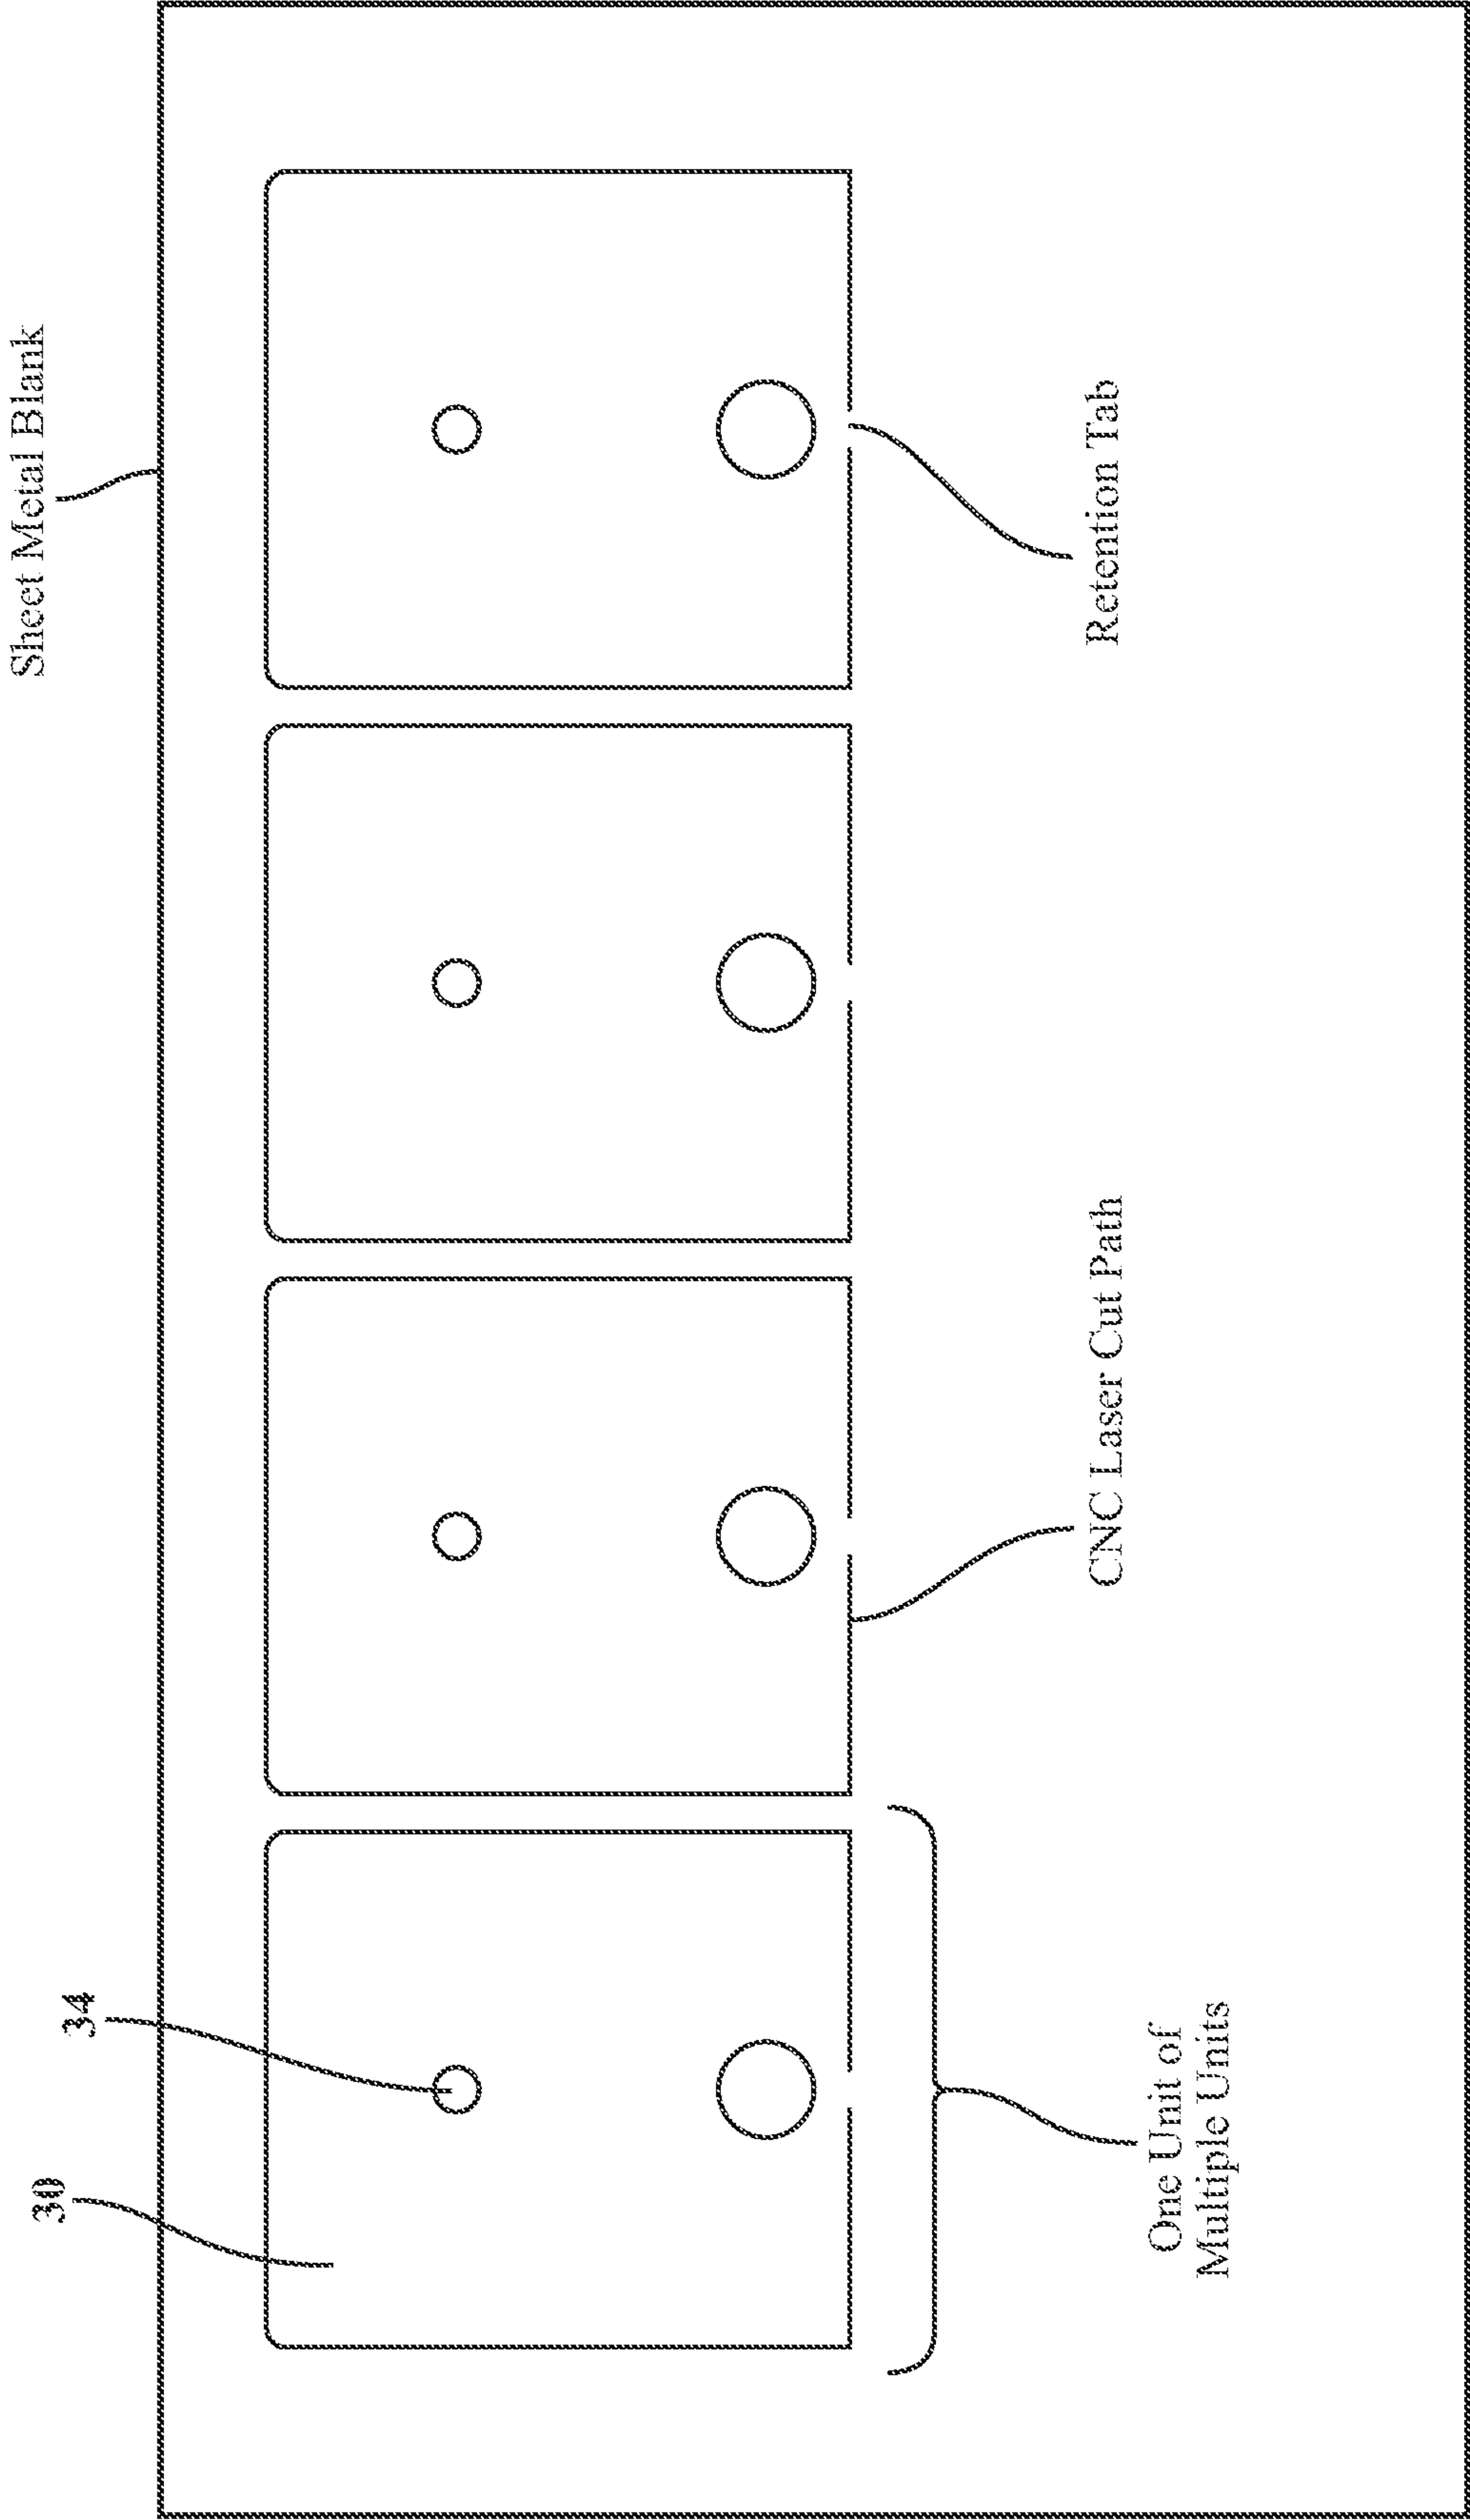 Sheet Metal Blank
34
30
Retention Tab
CNC Laser Cut Path
One Unit of
Multiple Units